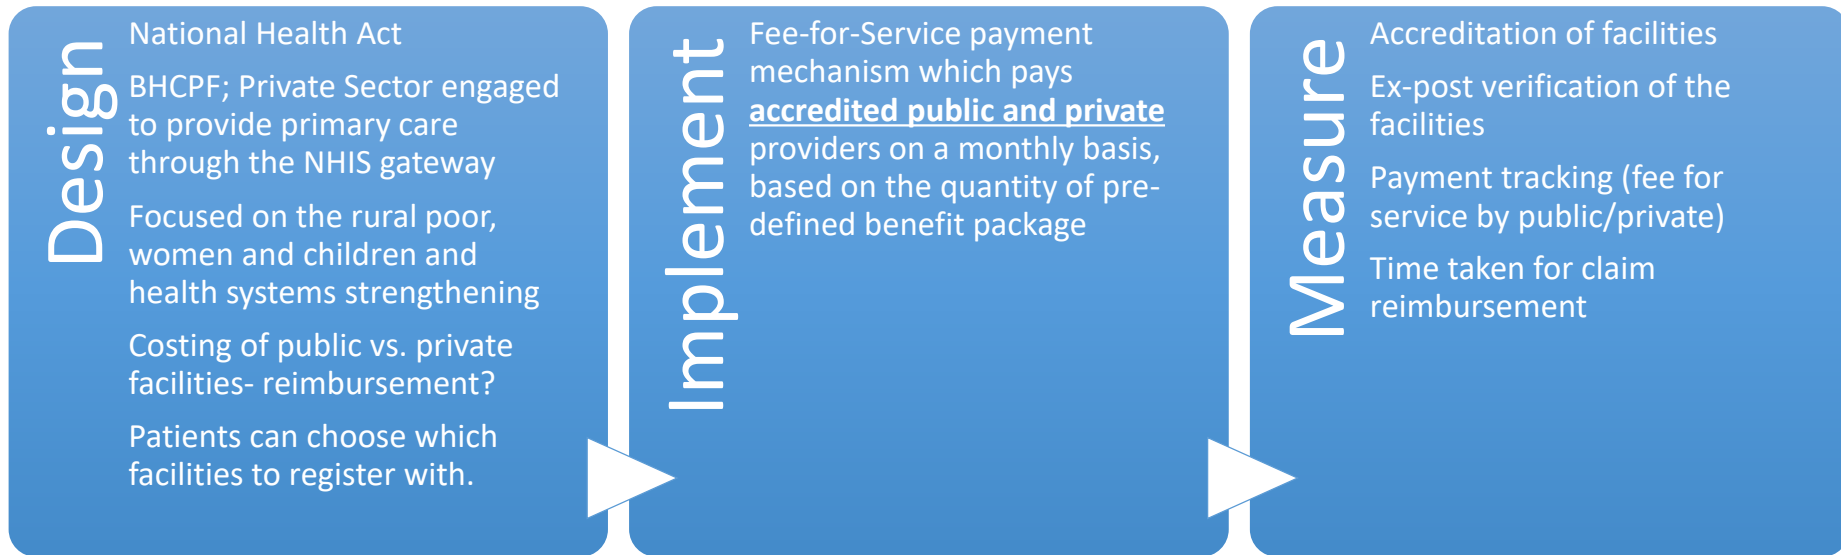 Design
National Health Act
BHCPF; Private Sector engaged
to provide primary care
through the NHIS gateway
Focused on the rural poor,
women and children and
health systems strengthening
Costing of public vs. private
facilities- reimbursement?
Patients can choose which
facilities to register with.
Implement
Fee-for-Service payment
mechanism which pays
accredited public and private
providers on a monthly basis,
based on the quantity of pre-
defined benefit package
Measure
Accreditation of facilities
Ex-post verification of the
facilities
Payment tracking (fee for
service by public/private)
Time taken for claim
reimbursement